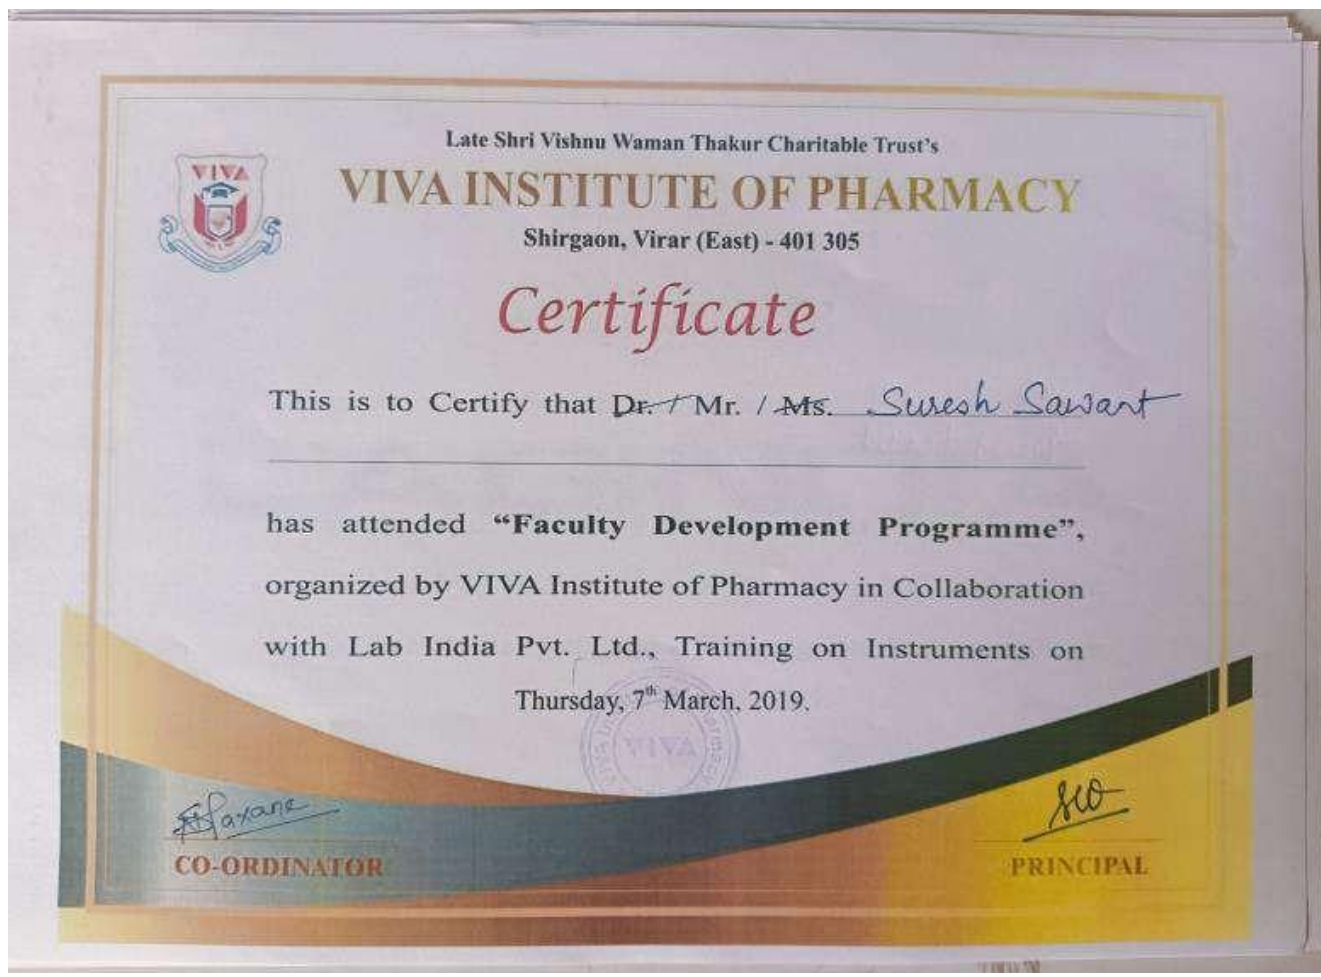 Late Shri Vishnu Waman Thakur Charitable Trust's
VIVA
VIVA INSTITUTE OF PHARMACY
Shirgaon, Virar (East) - 401 305
Certificate
This is to Certify that Dr. / Mr. / Ms. Suresh Sawant
has attended “Faculty Development Programme”,
organized by VIVA Institute of Pharmacy in Collaboration
with Lab India Pvt. Ltd., Training on Instruments on
Thursday, 7th March, 2019.
VIVA
CO-ORDINATOR
PRINCIPAL